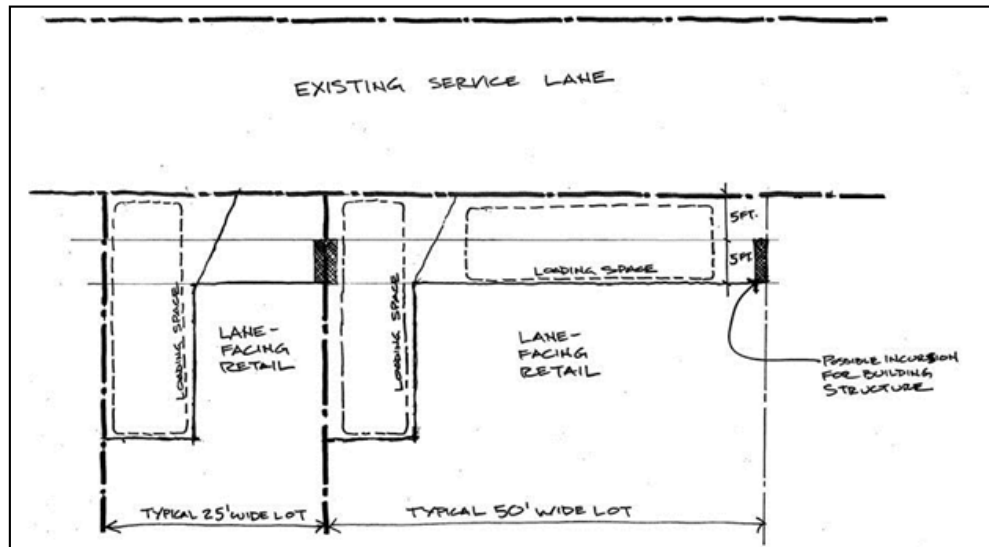 EXISTING SERVICE LANE
5FT.
5FT
LOADING SPACE
LOADING SPACE
LOADING SPACE
LANE-
FACING
RETAIL
LANE-
FACING
RETAIL
POSSIBLE INCURSION
FOR BUILDING
STRUCTURE
TYPICAL 25' WIDE LOT
TYPICAL 50' WIDE LOT